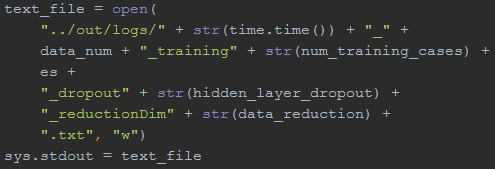 text_file = open(
"../out/logs/" + str(time.time()) + "_" +
data_num + "_training" + str(num_training_cases) +
es +
"_dropout" + str(hidden_layer_dropout) +
"_reductionDim" + str(data_reduction) +
".txt", "w")
sys.stdout = text_file